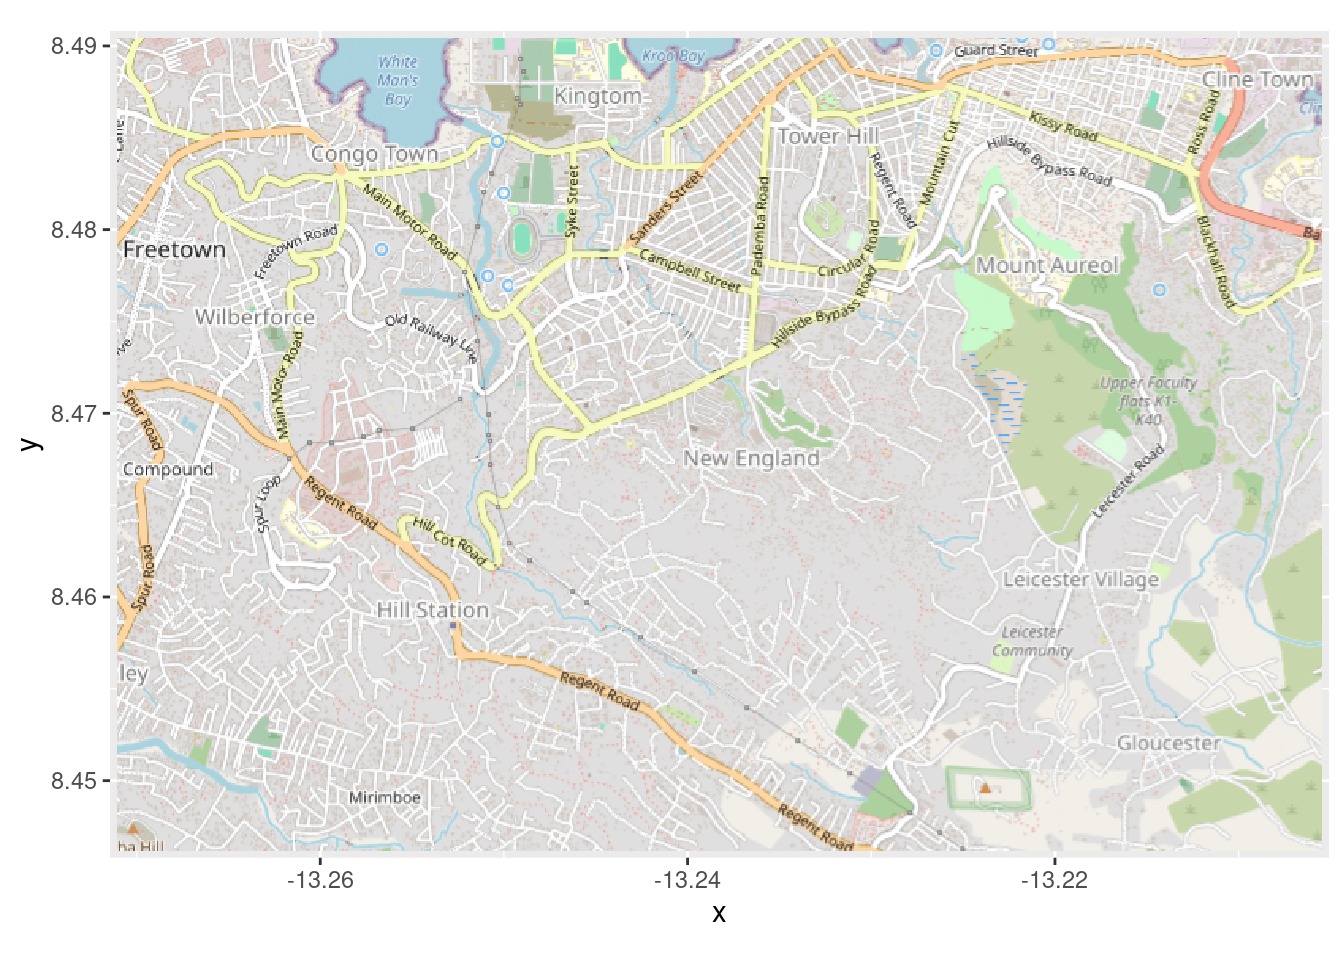 8.49
8.48
8.47
8.46
8.45
y
-13.26
-13.24
-13.22
x
White
Man's
Bay
Kroo Bay
Guard Street
Kingtom
Cline Town
Tower Hill
Congo Town
Kissy Road
Ross Road
Hillside Bypass Road
Mountain Cut
Regent Road
Main Motor Road
Syke Street
Sanders Street
Pademba Road
Circular Road
Freetown
Freetown Road
Campbell Street
Mount Aureol
Blackhall Road
Ba
Wilberforce
Old Railway Line
Hillside Bypass Road
Main Motor Road
Upper Faculty
flats K1-
K40
Spur Road
Compound
New England
Spur Loop
Regent Road
Leicester Road
Hill Cot Road
Spur Road
Hill Station
Leicester Village
Leicester
Community
ley
Regent Road
Gloucester
Mirimboe
Regent Road
ba Hill